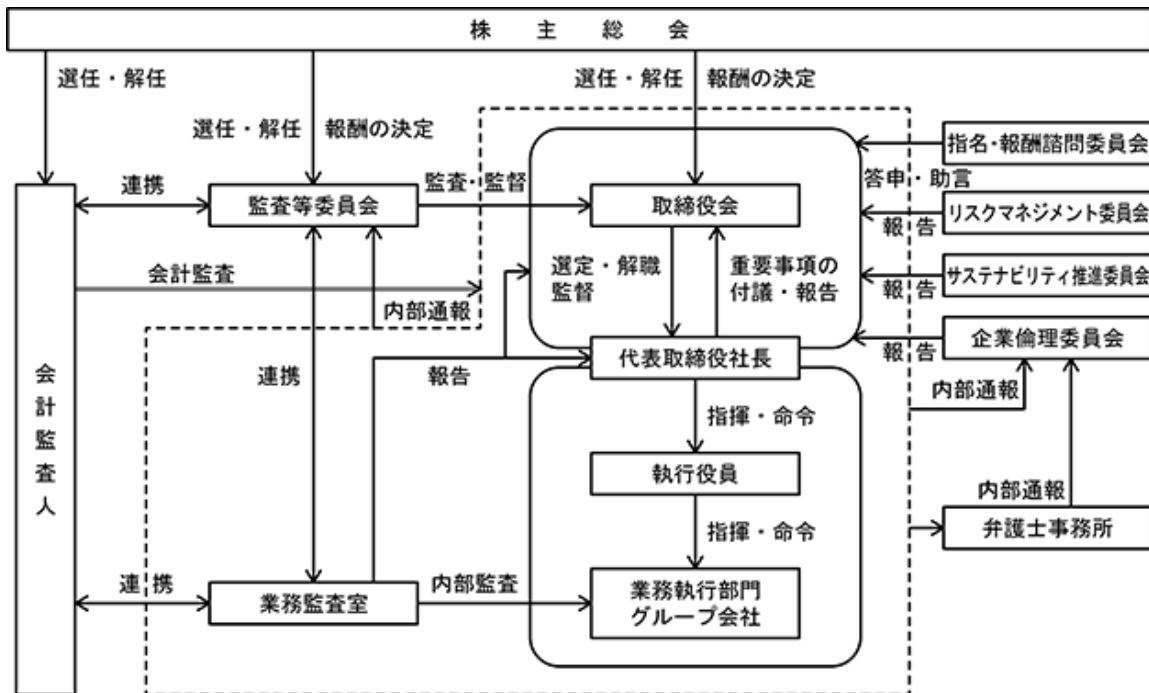 株主総会
選任・解任
選任・解任 報酬の決定
選任・解任 報酬の決定
指名・報酬諮問委員会
答申・助言
連携
監査等委員会
監査・監督
取締役会
リスクマネジメント委員会
報告
会計監査
内部通報
選定・解職
監督
重要事項の
付議・報告
サステナビリティ推進委員会
報告
企業倫理委員会
報告
代表取締役社長
連携
報告
内部通報
会計監査人
指揮・命令
執行役員
内部通報
指揮・命令
弁護士事務所
連携
業務監査室
内部監査
業務執行部門
グループ会社